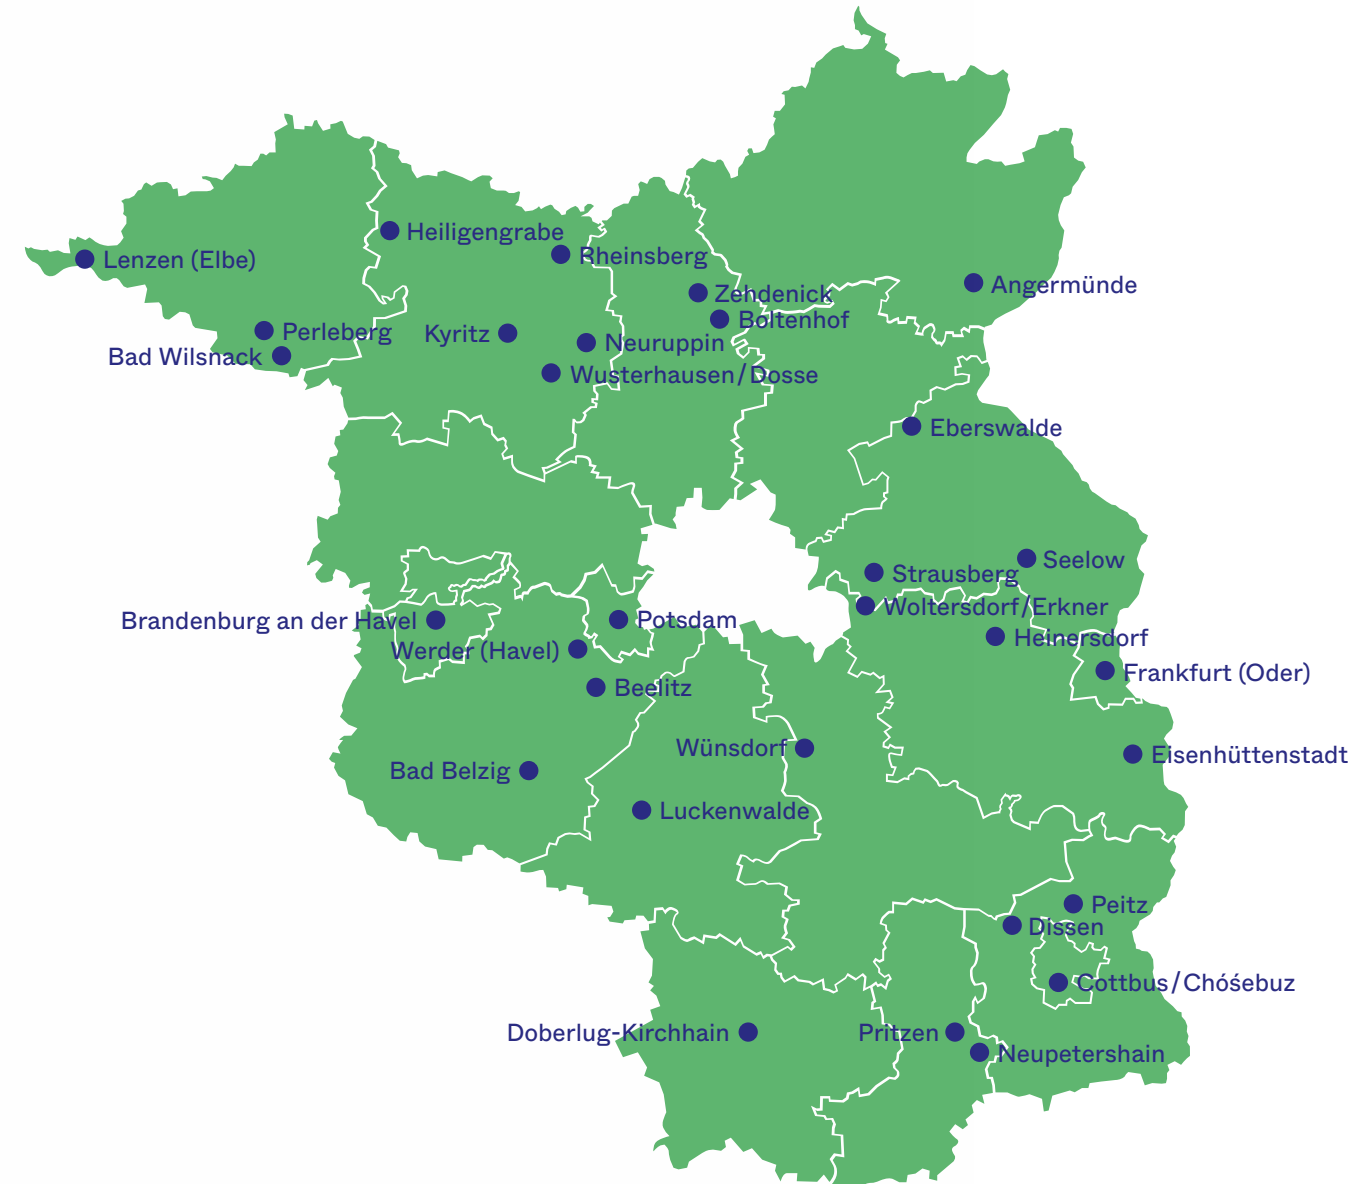 Heiligengrabe
Rheinsberg
Lenzen (Elbe)
Angermünde
Zehdenick
Boltenhof
Perleberg
Kyritz
Neuruppin
Bad Wilsnack
Wusterhausen/Dosse
Eberswalde
Seelow
Strausberg
Woltersdorf/Erkner
Brandenburg an der Havel
Potsdam
Heinersdorf
Werder (Havel)
Frankfurt (Oder)
Beelitz
Wünsdorf
Eisenhüttenstadt
Bad Belzig
Luckenwalde
Peitz
Dissen
Cottbus/Chóśebuz
Doberlug-Kirchhain
Pritzen
Neupetershain